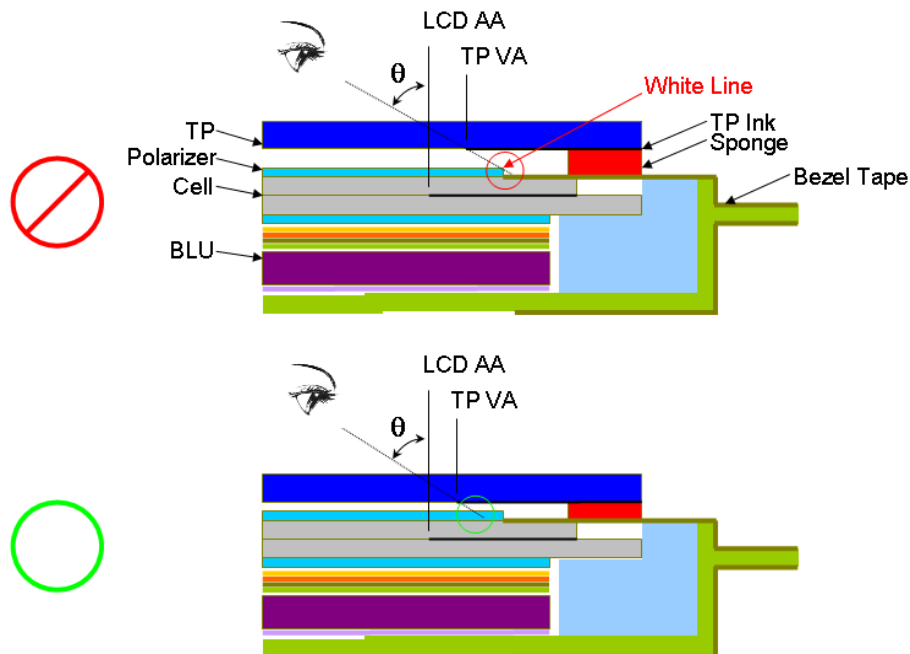 LCD AA
TP VA
θ
White Line
TP
TP Ink
Sponge
Polarizer
Cell
Bezel Tape
BLU
LCD AA
TP VA
θ